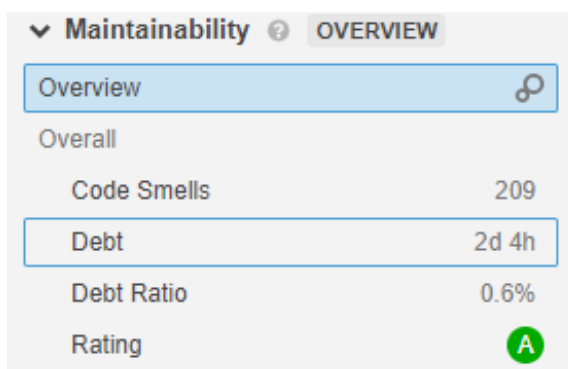 Maintainability ? OVERVIEW
Overview
Overall
Code Smells 209
Debt 2d 4h
Debt Ratio 0.6%
Rating A